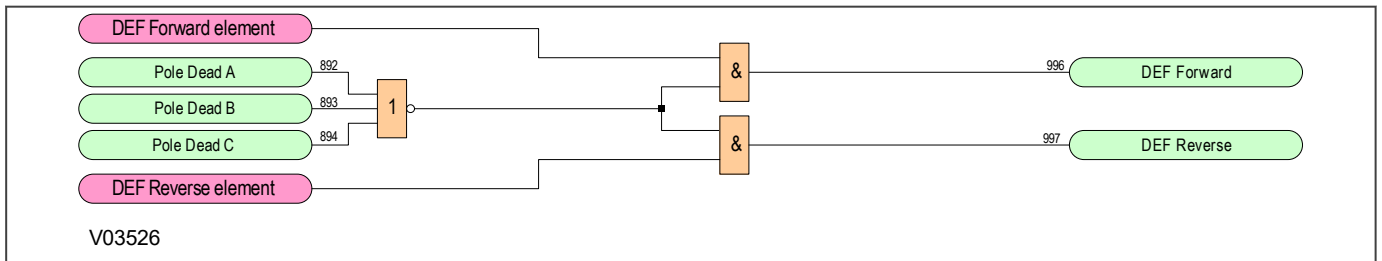 DEF Forward element
Pole Dead A
892
Pole Dead B
893
1
Pole Dead C
894
DEF Reverse element
&
996
DEF Forward
&
997
DEF Reverse
V03526